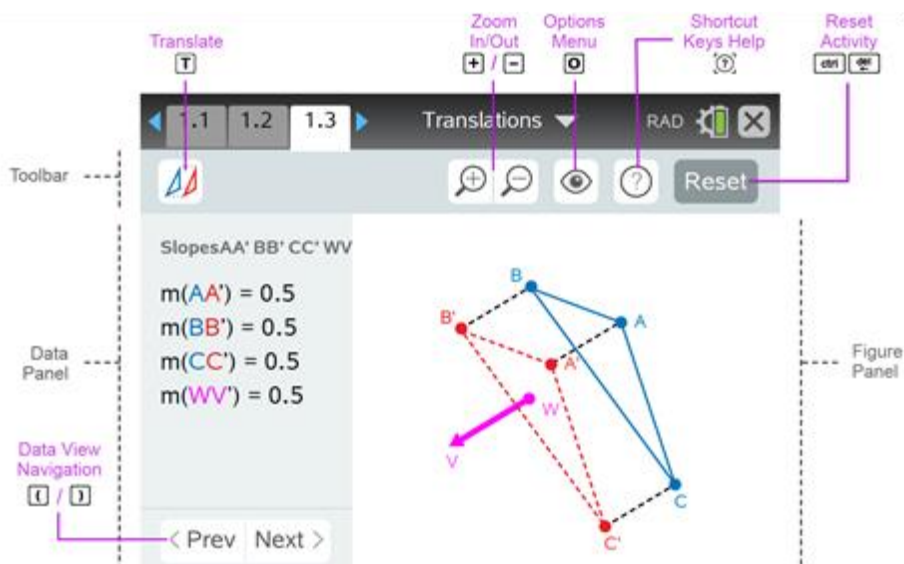 Translate
T
Zoom
In/Out
+ / -
Options
Menu
O
Shortcut
Keys Help
?
Reset
Activity
ctrl del
1.1 1.2 1.3 Translations RAD
Toolbar
? Reset
SlopesAA' BB' CC' WV
m(AA') = 0.5
m(BB') = 0.5
m(CC') = 0.5
m(WV') = 0.5
Data
Panel
Data View
Navigation
( / )
< Prev Next >
B
A
B'
A'
W
V
C
C'
Figure
Panel